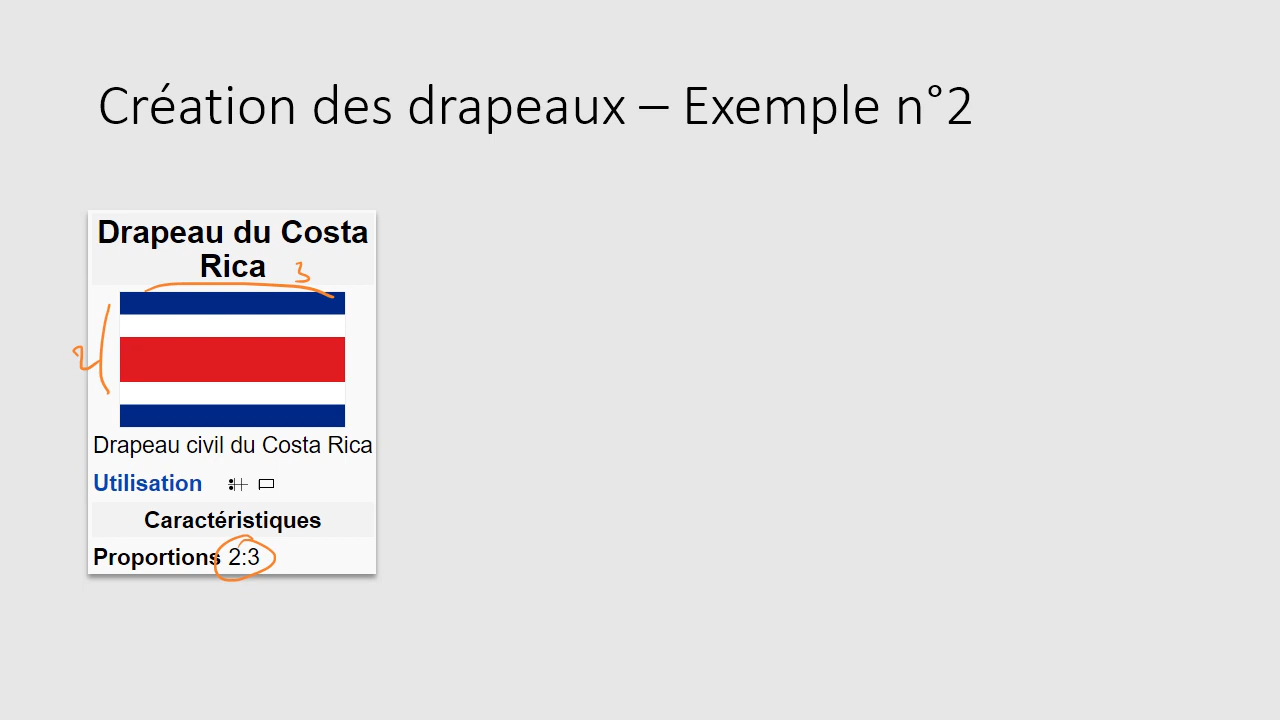 Création des drapeaux – Exemple n°2
Drapeau du Costa
Rica
3
2
Drapeau civil du Costa Rica
Utilisation
Caractéristiques
Proportions 2:3